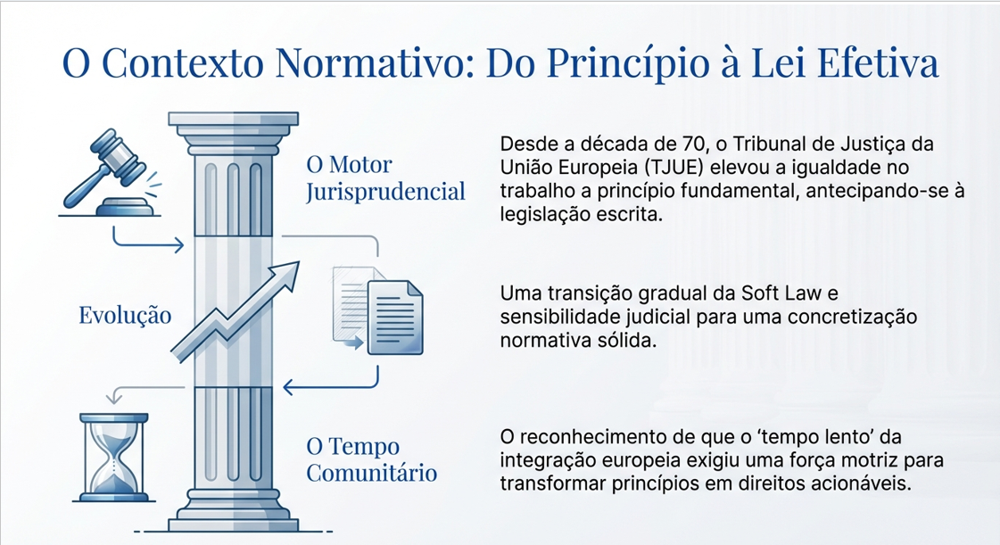 O Contexto Normativo: Do Princípio à Lei Efetiva
O Motor
Jurisprudencial
Desde a década de 70, o Tribunal de Justiça da
União Europeia (TJUE) elevou a igualdade no
trabalho a princípio fundamental, antecipando-se à
legislação escrita.
Evolução
Uma transição gradual da Soft Law e
sensibilidade judicial para uma concretização
normativa sólida.
O Tempo
Comunitário
O reconhecimento de que o ‘tempo lento’ da
integração europeia exigiu uma força motriz para
transformar princípios em direitos acionáveis.